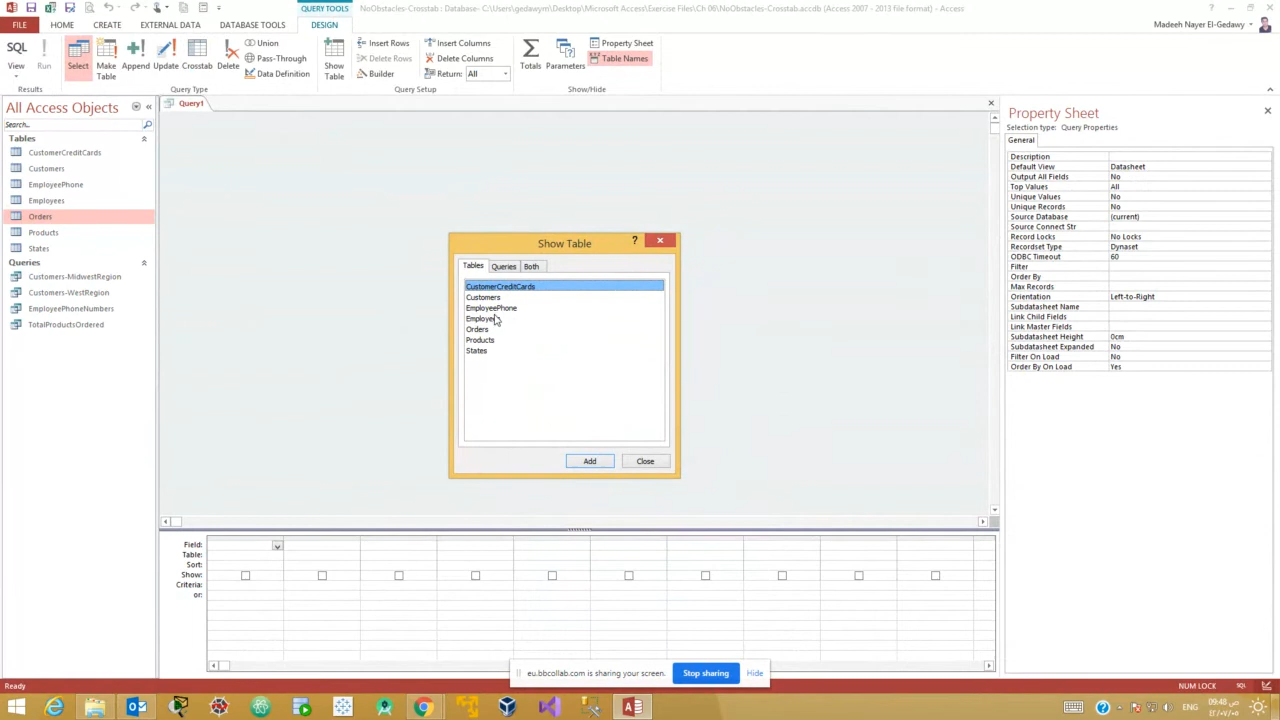 QUERY TOOLS
NoObstacles-Crosstab : Database- C:\Users\gedawym\Desktop\Microsoft Access\Exercise Files\Ch 06\NoObstacles-Crosstab.accdb (Access 2007 - 2013 file format) - Access
FILE HOME CREATE EXTERNAL DATA DATABASE TOOLS DESIGN
Madeeh Nayer El-Gedawy
SQL
View
Run
Select
Make Table
Append
Update
Crosstab
Delete
Union
Pass-Through
Data Definition
Show Table
Insert Rows
Delete Rows
Builder
Insert Columns
Delete Columns
Return: All
Totals
Parameters
Property Sheet
Table Names
Results
Query Type
Query Setup
Show/Hide
All Access Objects
Search...
Tables
CustomerCreditCards
Customers
EmployeePhone
Employees
Orders
Products
States
Queries
Customers-MidwestRegion
Customers-WestRegion
EmployeePhoneNumbers
TotalProductsOrdered
Query1
Show Table
Tables Queries Both
CustomerCreditCards
Customers
EmployeePhone
Employees
Orders
Products
States
Add Close
Field:
Table:
Sort:
Show:
Criteria:
or:
Property Sheet
Selection type: Query Properties
General
Description
Default View Datasheet
Output All Fields No
Top Values All
Unique Values No
Unique Records No
Source Database (current)
Source Connect Str
Record Locks No Locks
Recordset Type Dynaset
ODBC Timeout 60
Filter
Order By
Max Records
Orientation Left-to-Right
Subdatasheet Name
Link Child Fields
Link Master Fields
Subdatasheet Height 0cm
Subdatasheet Expanded No
Filter On Load No
Order By On Load Yes
eu.bbcollab.com is sharing your screen. Stop sharing Hide
Ready
NUM LOCK SQL
ENG
09:48 ص